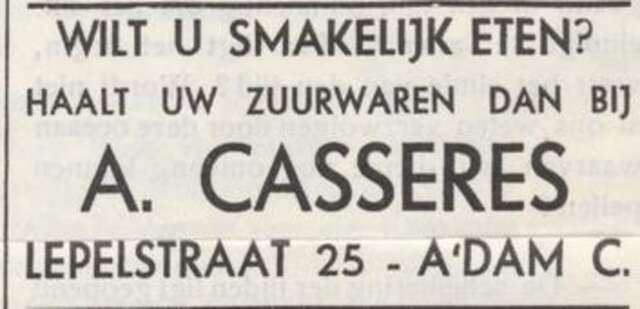 WILT U SMAKELIJK ETEN?
HAALT UW ZUURWAREN DAN BIJ
A. CASSERES
LEPELSTRAAT 25 - A'DAM C.